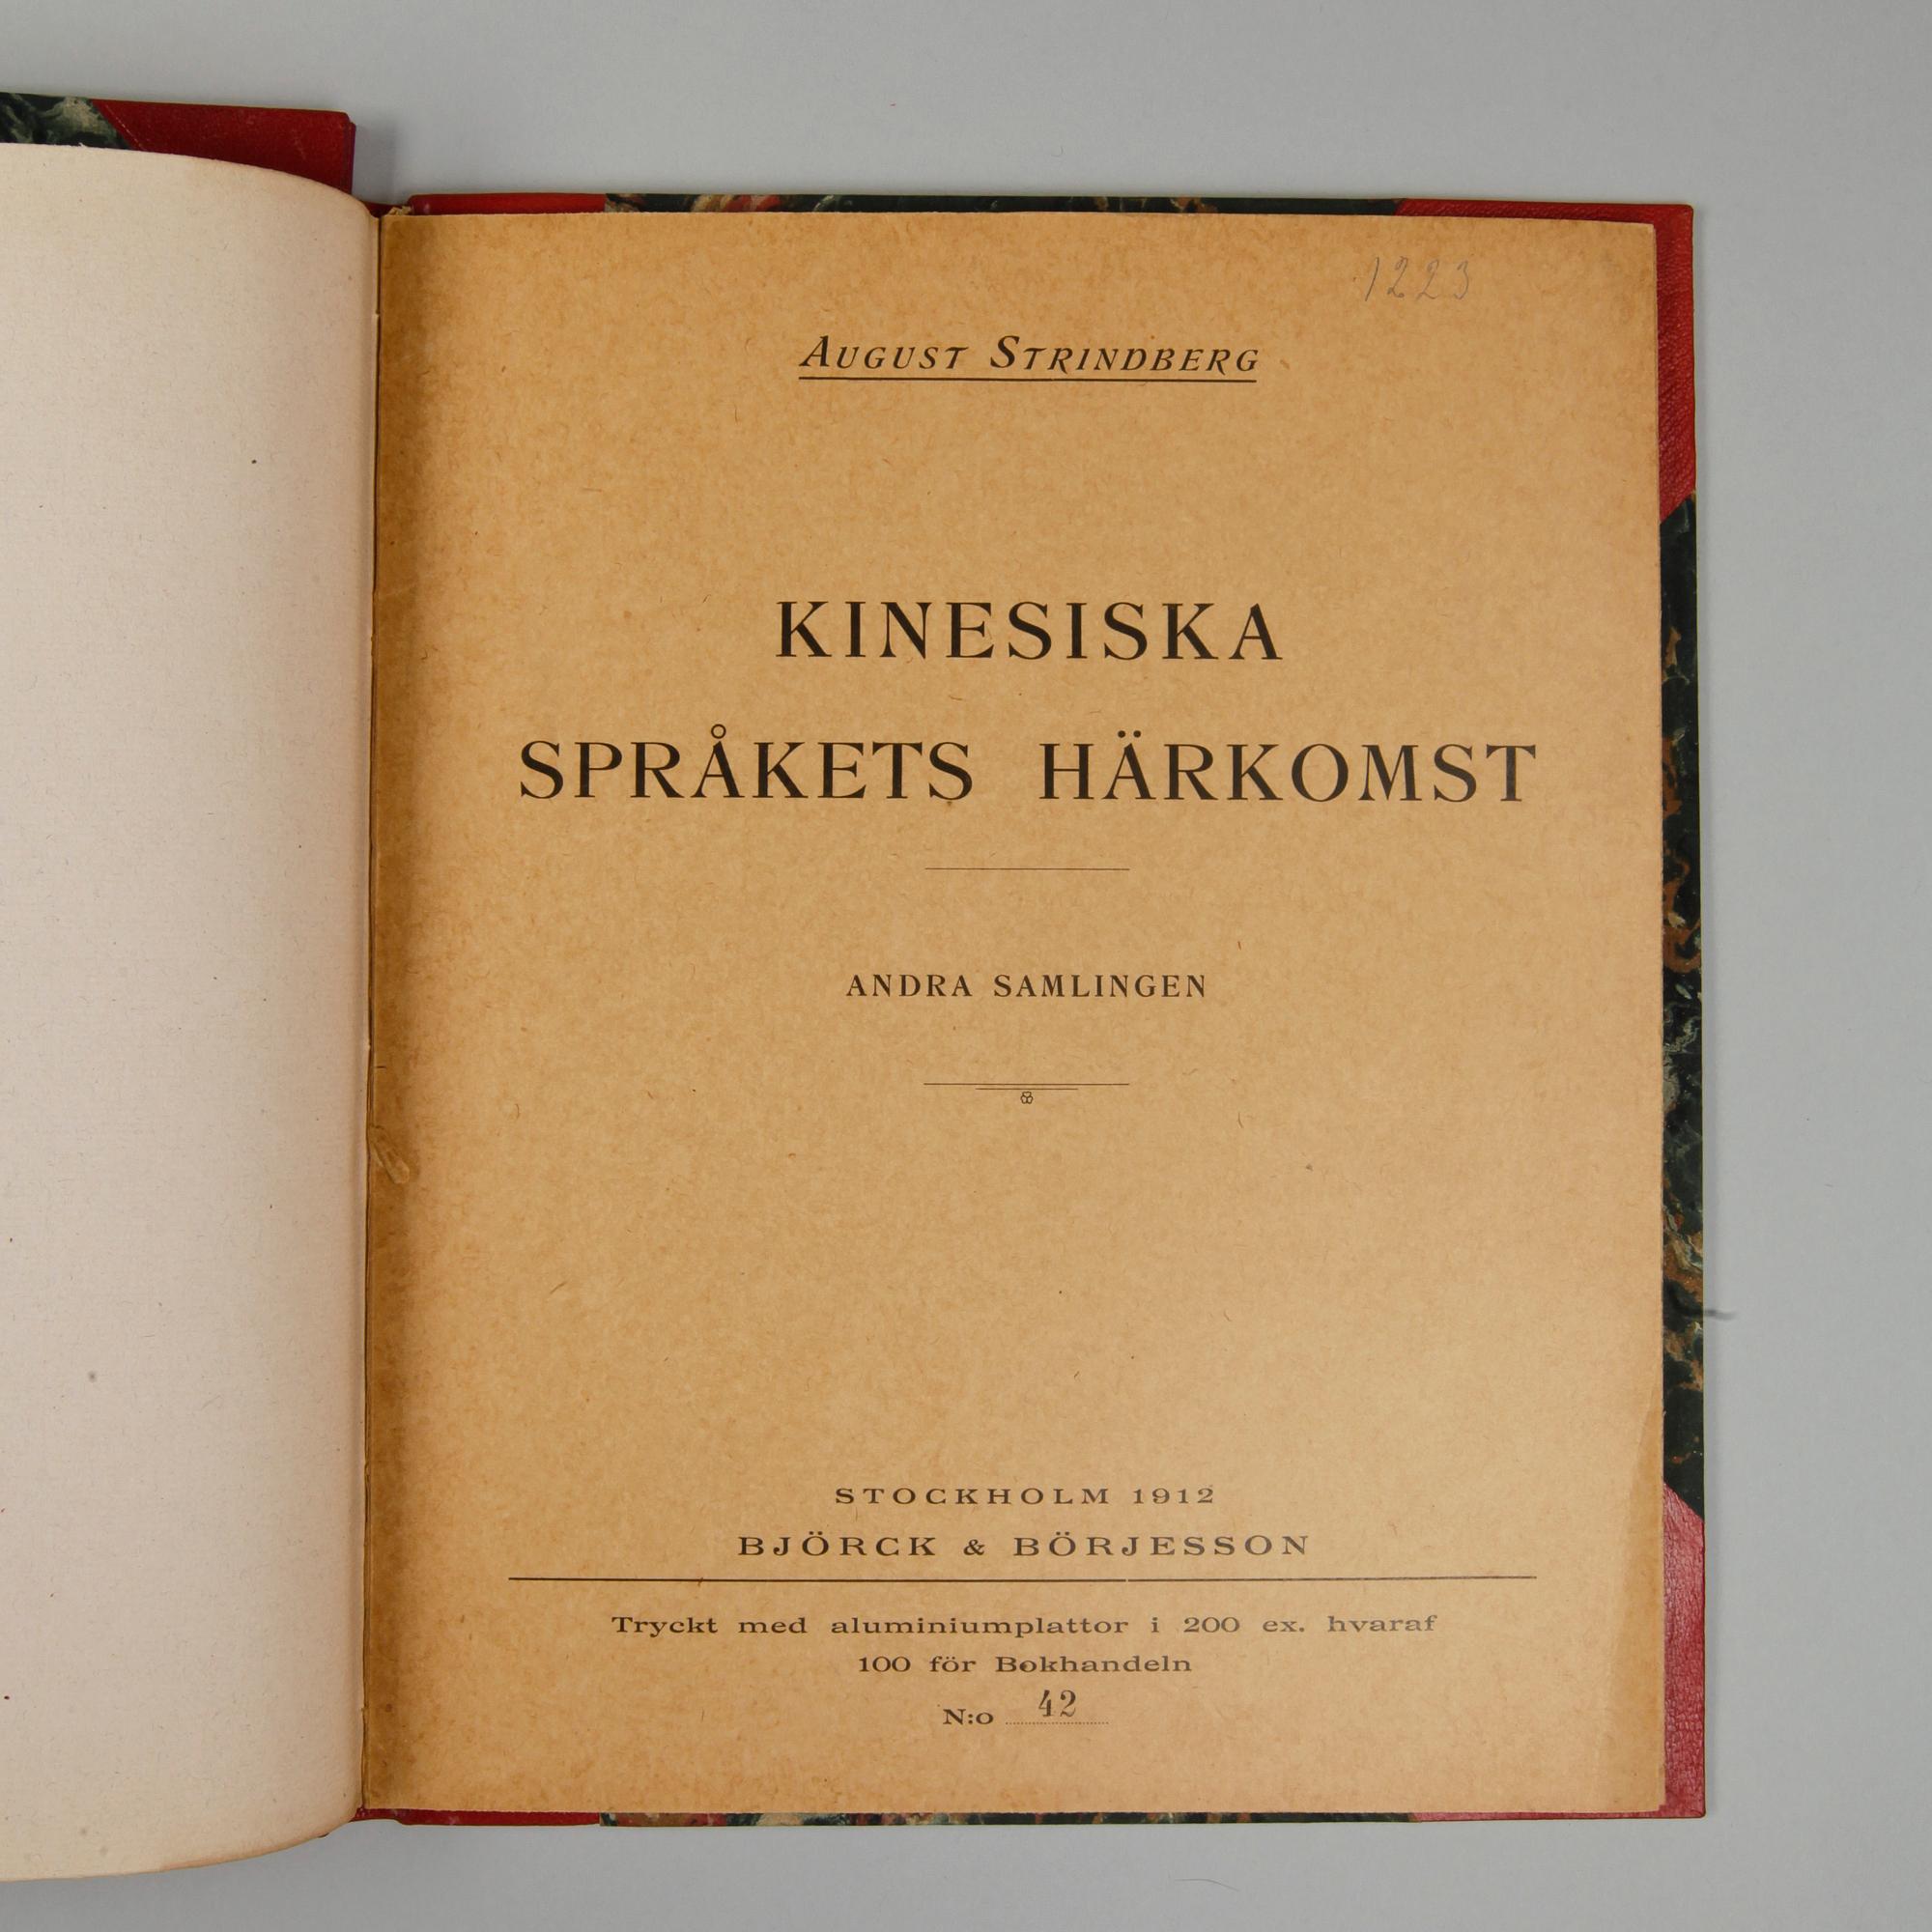 1223
AUGUST STRINDBERG
KINESISKA
SPRÅKETS HÄRKOMST
ANDRA SAMLINGEN
STOCKHOLM 1912
BJÖRCK & BÖRJESSON
Tryckt med aluminiumplattor i 200 ex. hvaraf
100 för Bokhandeln
N:o 42